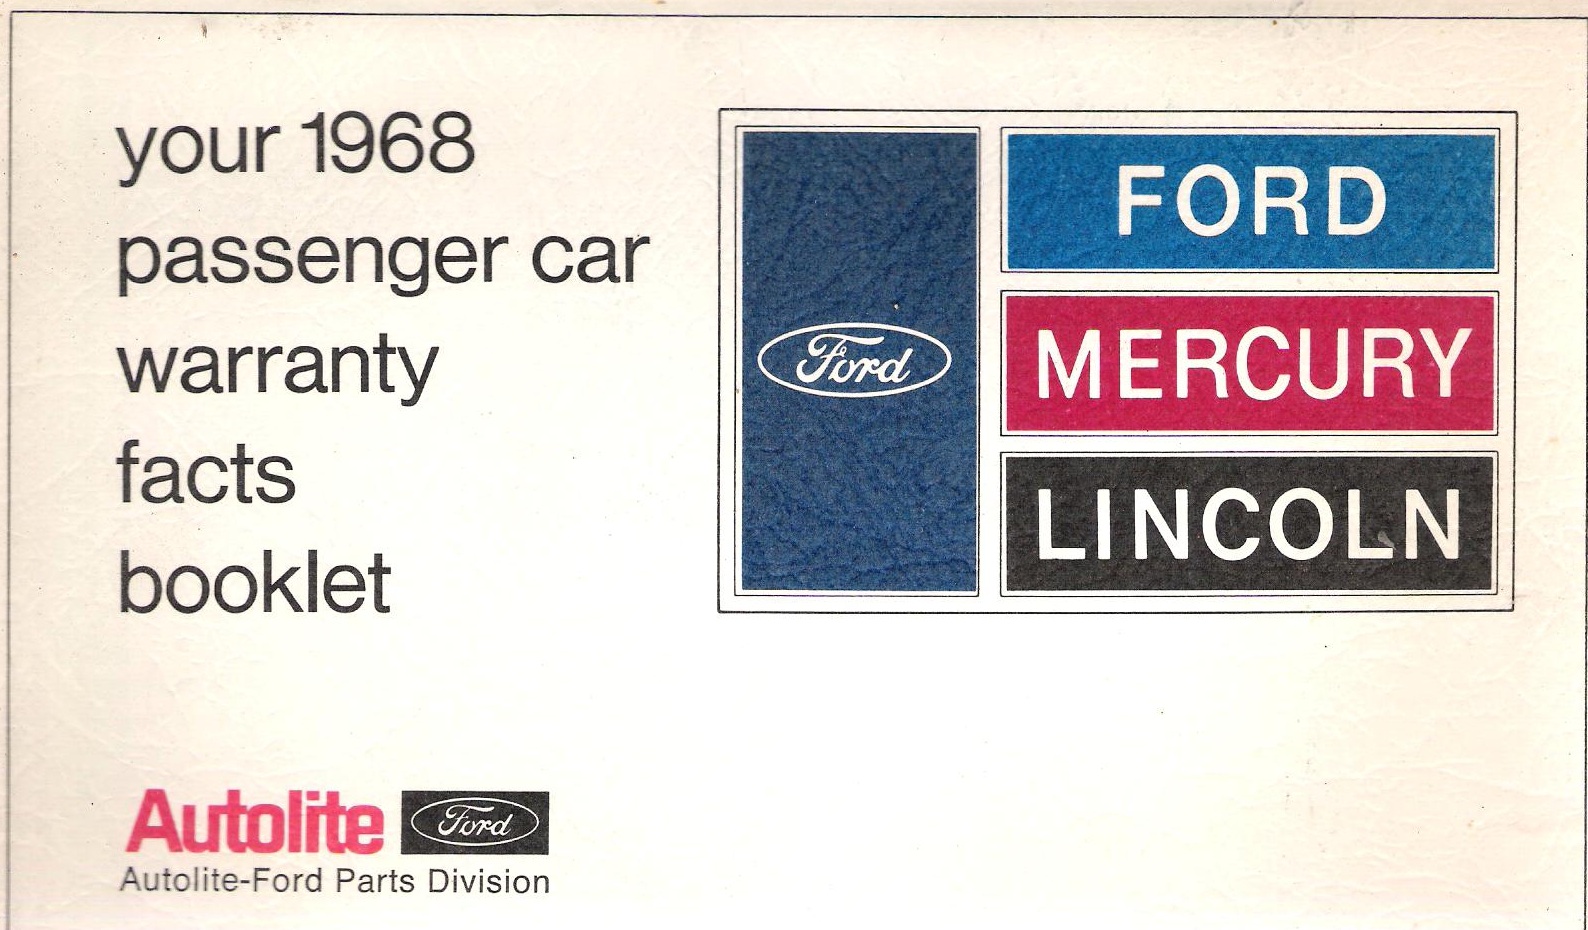 your 1968
passenger car
warranty
facts
booklet
Ford
FORD
MERCURY
LINCOLN
Autolite Ford
Autolite-Ford Parts Division